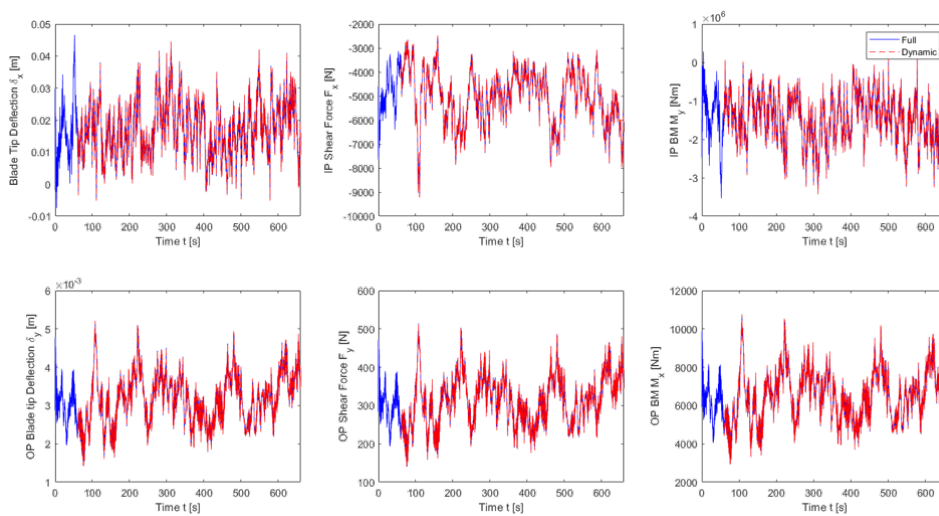 0.05
0.04
0.03
0.02
0.01
0
-0.01
Blade Tip Deflection δx [m]
0 100 200 300 400 500 600
Time t [s]
-2000
-3000
-4000
-5000
-6000
-7000
-8000
-9000
-10000
IP Shear Force Fx [N]
0 100 200 300 400 500 600
Time t [s]
×10^6
1
0
-1
-2
-3
-4
IP BM My [Nm]
Full
Dynamic
0 100 200 300 400 500 600
Time t [s]
×10^-3
6
5
4
3
2
1
OP Blade tip Deflection δy [m]
0 100 200 300 400 500 600
Time t [s]
600
500
400
300
200
100
OP Shear Force Fy [N]
0 100 200 300 400 500 600
Time t [s]
12000
10000
8000
6000
4000
2000
OP BM Mx [Nm]
0 100 200 300 400 500 600
Time t [s]